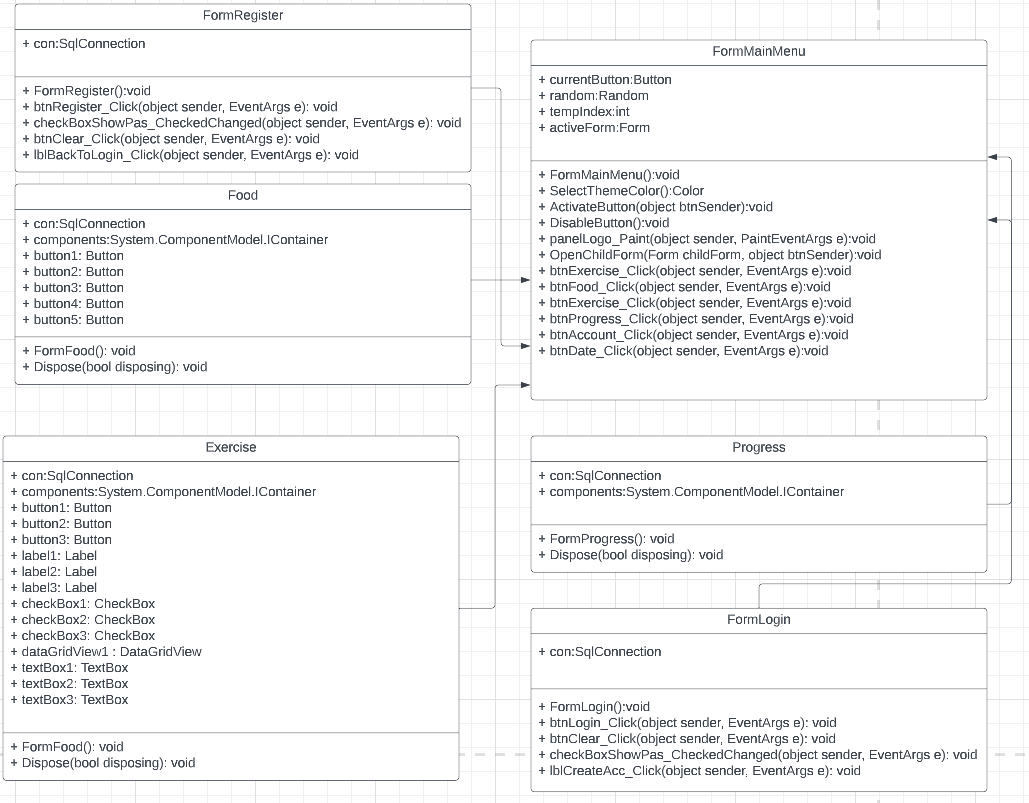 FormRegister
+ con:SqlConnection
+ FormRegister():void
+ btnRegister_Click(object sender, EventArgs e): void
+ checkBoxShowPas_CheckedChanged(object sender, EventArgs e): void
+ btnClear_Click(object sender, EventArgs e): void
+ lblBackToLogin_Click(object sender, EventArgs e): void
Food
+ con:SqlConnection
+ components:System.ComponentModel.IContainer
+ button1: Button
+ button2: Button
+ button3: Button
+ button4: Button
+ button5: Button
+ FormFood(): void
+ Dispose(bool disposing): void
Exercise
+ con:SqlConnection
+ components:System.ComponentModel.IContainer
+ button1: Button
+ button2: Button
+ button3: Button
+ label1: Label
+ label2: Label
+ label3: Label
+ checkBox1: CheckBox
+ checkBox2: CheckBox
+ checkBox3: CheckBox
+ dataGridView1 : DataGridView
+ textBox1: TextBox
+ textBox2: TextBox
+ textBox3: TextBox
+ FormFood(): void
+ Dispose(bool disposing): void
FormMainMenu
+ currentButton:Button
+ random:Random
+ tempIndex:int
+ activeForm:Form
+ FormMainMenu():void
+ SelectThemeColor():Color
+ ActivateButton(object btnSender):void
+ DisableButton():void
+ panelLogo_Paint(object sender, PaintEventArgs e):void
+ OpenChildForm(Form childForm, object btnSender):void
+ btnExercise_Click(object sender, EventArgs e):void
+ btnFood_Click(object sender, EventArgs e):void
+ btnExercise_Click(object sender, EventArgs e):void
+ btnProgress_Click(object sender, EventArgs e):void
+ btnAccount_Click(object sender, EventArgs e):void
+ btnDate_Click(object sender, EventArgs e):void
Progress
+ con:SqlConnection
+ components:System.ComponentModel.IContainer
+ FormProgress(): void
+ Dispose(bool disposing): void
FormLogin
+ con:SqlConnection
+ FormLogin():void
+ btnLogin_Click(object sender, EventArgs e): void
+ btnClear_Click(object sender, EventArgs e): void
+ checkBoxShowPas_CheckedChanged(object sender, EventArgs e): void
+ lblCreateAcc_Click(object sender, EventArgs e): void